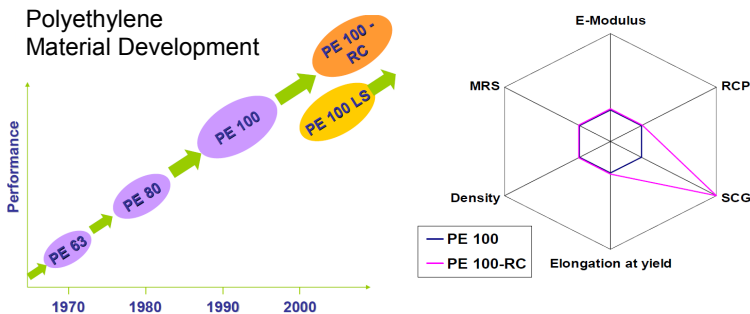 Polyethylene
Material Development
PE 100 -
RC
PE 100 LS
PE 100
PE 80
PE 63
Performance
1970
1980
1990
2000
E-Modulus
MRS
RCP
Density
SCG
Elongation at yield
PE 100
PE 100-RC